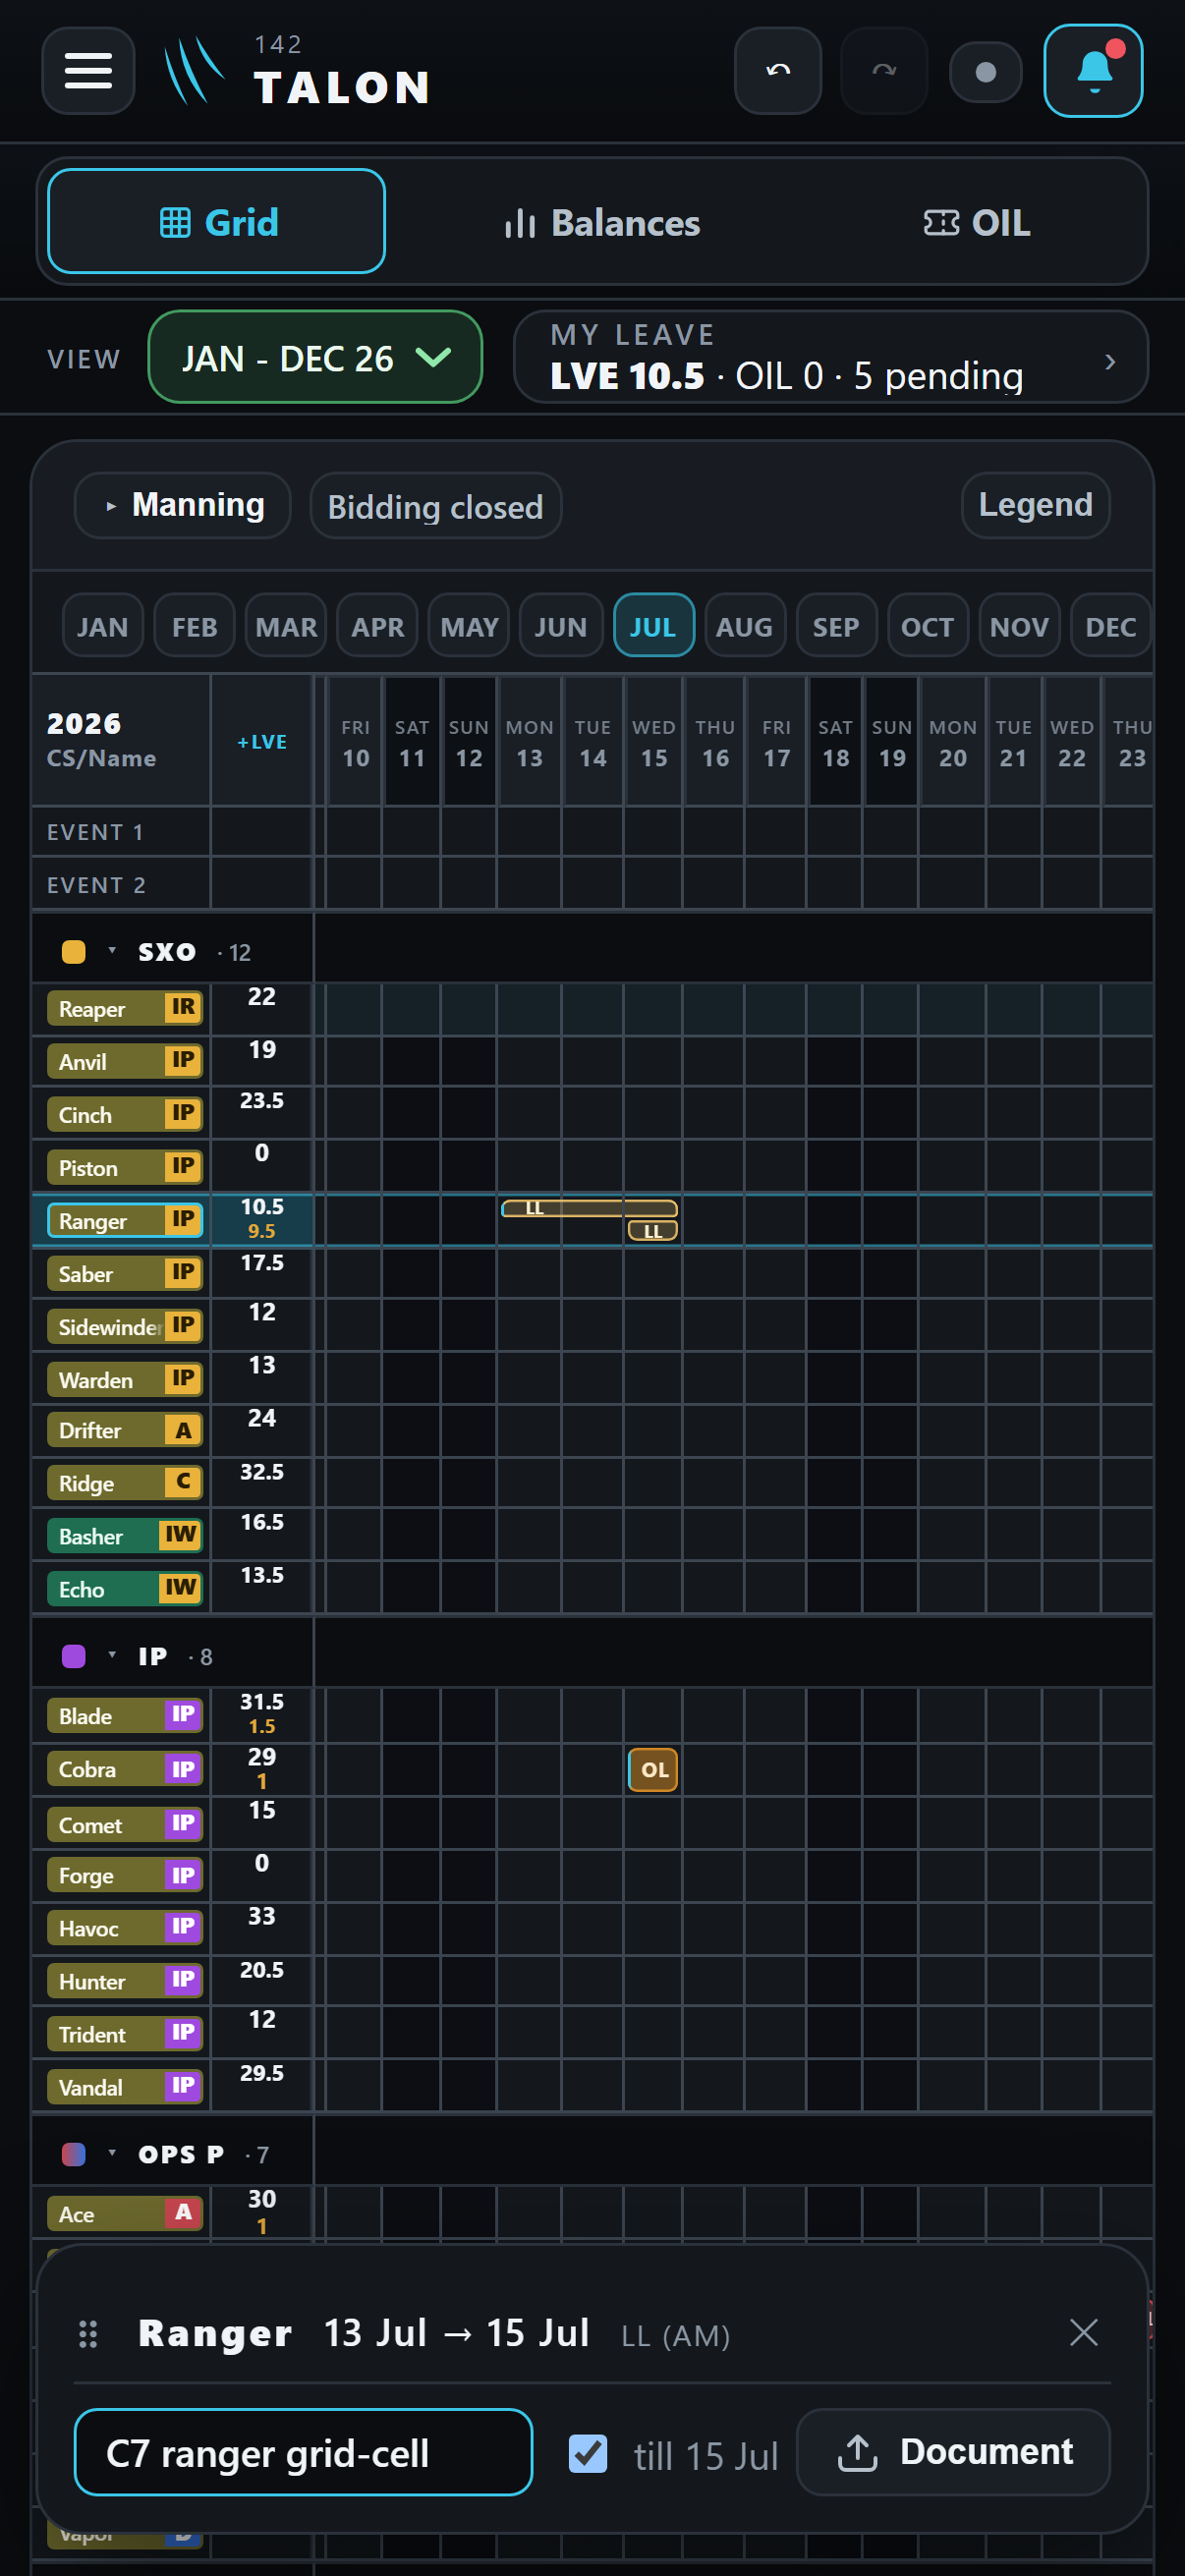 142
TALON
Grid
Balances
OIL
VIEW
JAN - DEC 26
MY LEAVE
LVE 10.5 · OIL 0 · 5 pending
Manning
Bidding closed
Legend
JAN FEB MAR APR MAY JUN JUL AUG SEP OCT NOV DEC
2026
CS/Name
+LVE
FRI SAT SUN MON TUE WED THU FRI SAT SUN MON TUE WED THU
10 11 12 13 14 15 16 17 18 19 20 21 22 23
EVENT 1
EVENT 2
SXO · 12
Reaper IR 22
Anvil IP 19
Cinch IP 23.5
Piston IP 0
Ranger IP 10.5 LL
9.5 LL
Saber IP 17.5
Sidewinder IP 12
Warden IP 13
Drifter A 24
Ridge C 32.5
Basher IW 16.5
Echo IW 13.5
IP · 8
Blade IP 31.5
1.5
Cobra IP 29 OL
1
Comet IP 15
Forge IP 0
Havoc IP 33
Hunter IP 20.5
Trident IP 12
Vandal IP 29.5
OPS P · 7
Ace A 30
1
Ranger 13 Jul → 15 Jul LL (AM)
C7 ranger grid-cell
till 15 Jul
Document
Vapor